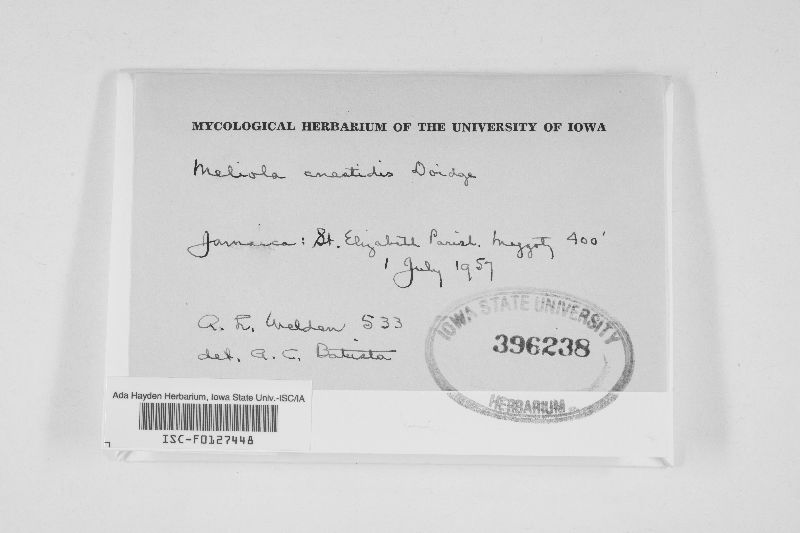 MYCOLOGICAL HERBARIUM OF THE UNIVERSITY OF IOWA
Meliola cnestidis Doidge
Jamaica: St. Elizabeth Parish. Maggoty 400'
1 July 1957
A. L. Welden 533
det. A. C. Batista
IOWA STATE UNIVERSITY
396238
HERBARIUM
Ada Hayden Herbarium, Iowa State Univ.-ISC/IA
ISC-F0127448